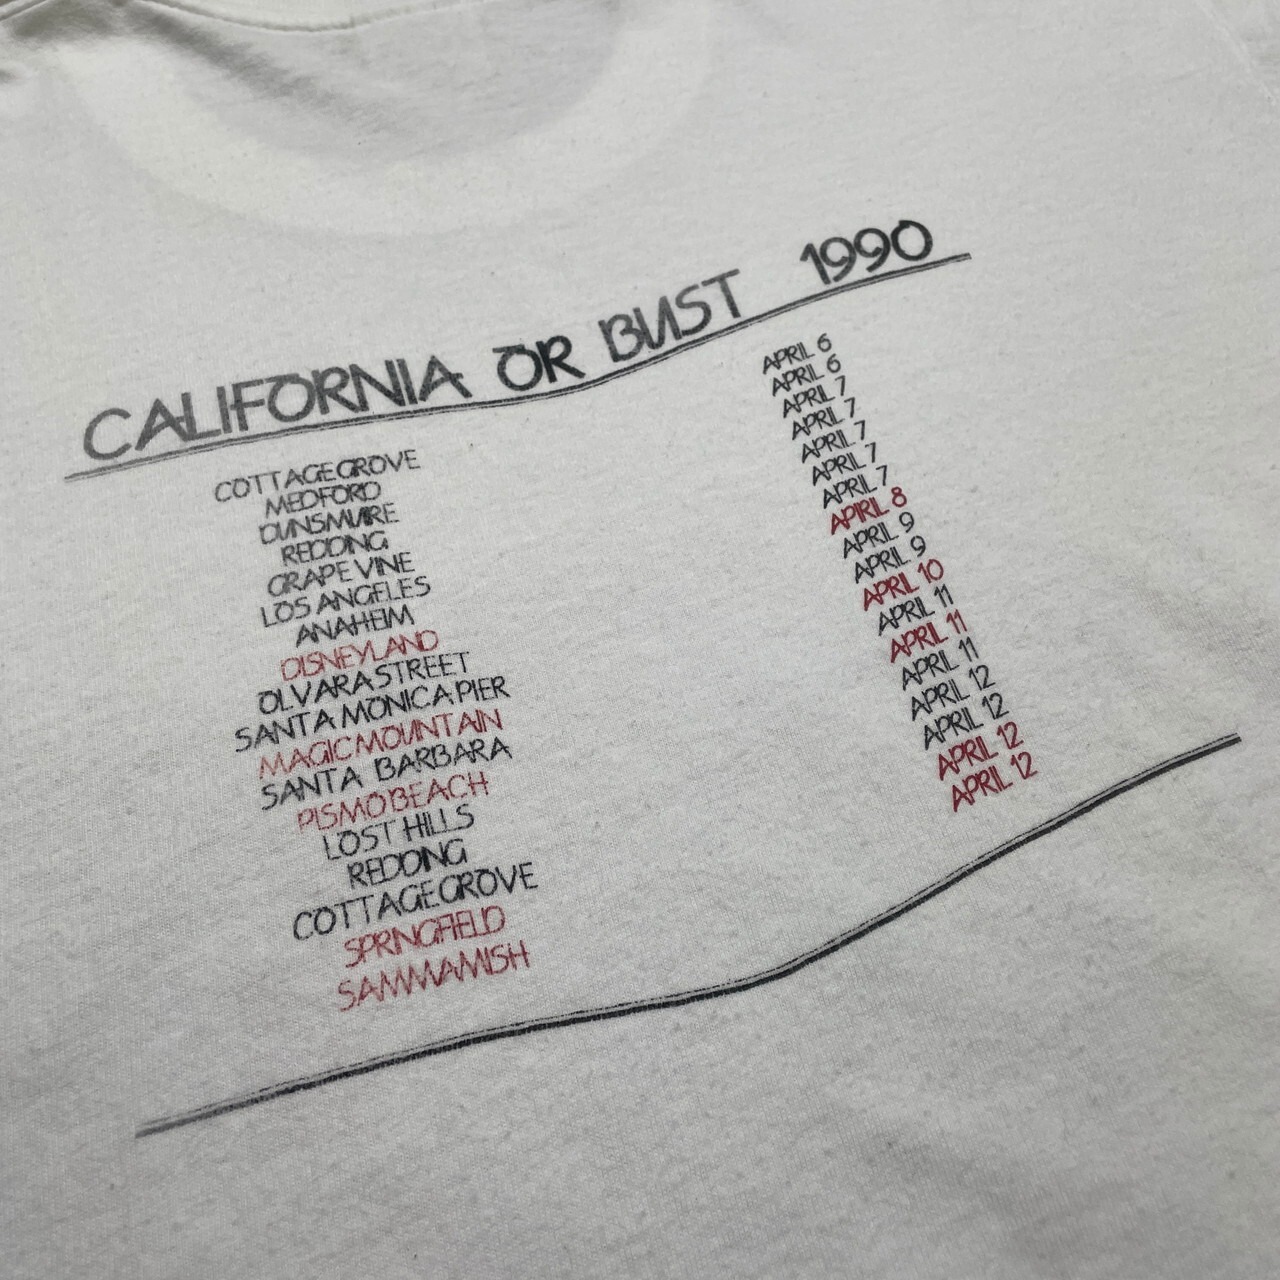 CALIFORNIA OR BUST 1990
COTTAGE GROVE APRIL 6
MEDFORD APRIL 6
DUNSMUIRE APRIL 7
REDDING APRIL 7
GRAPEVINE APRIL 7
LOS ANGELES APRIL 7
ANAHEIM APRIL 7
DISNEYLAND APRIL 8
OLVARA STREET APRIL 9
SANTA MONICA PIER APRIL 9
MAGIC MOUNTAIN APRIL 10
SANTA BARBARA APRIL 11
PISMO BEACH APRIL 11
LOST HILLS APRIL 11
REDDING APRIL 12
COTTAGE GROVE APRIL 12
SPRINGFIELD APRIL 12
SAMMAMISH APRIL 12